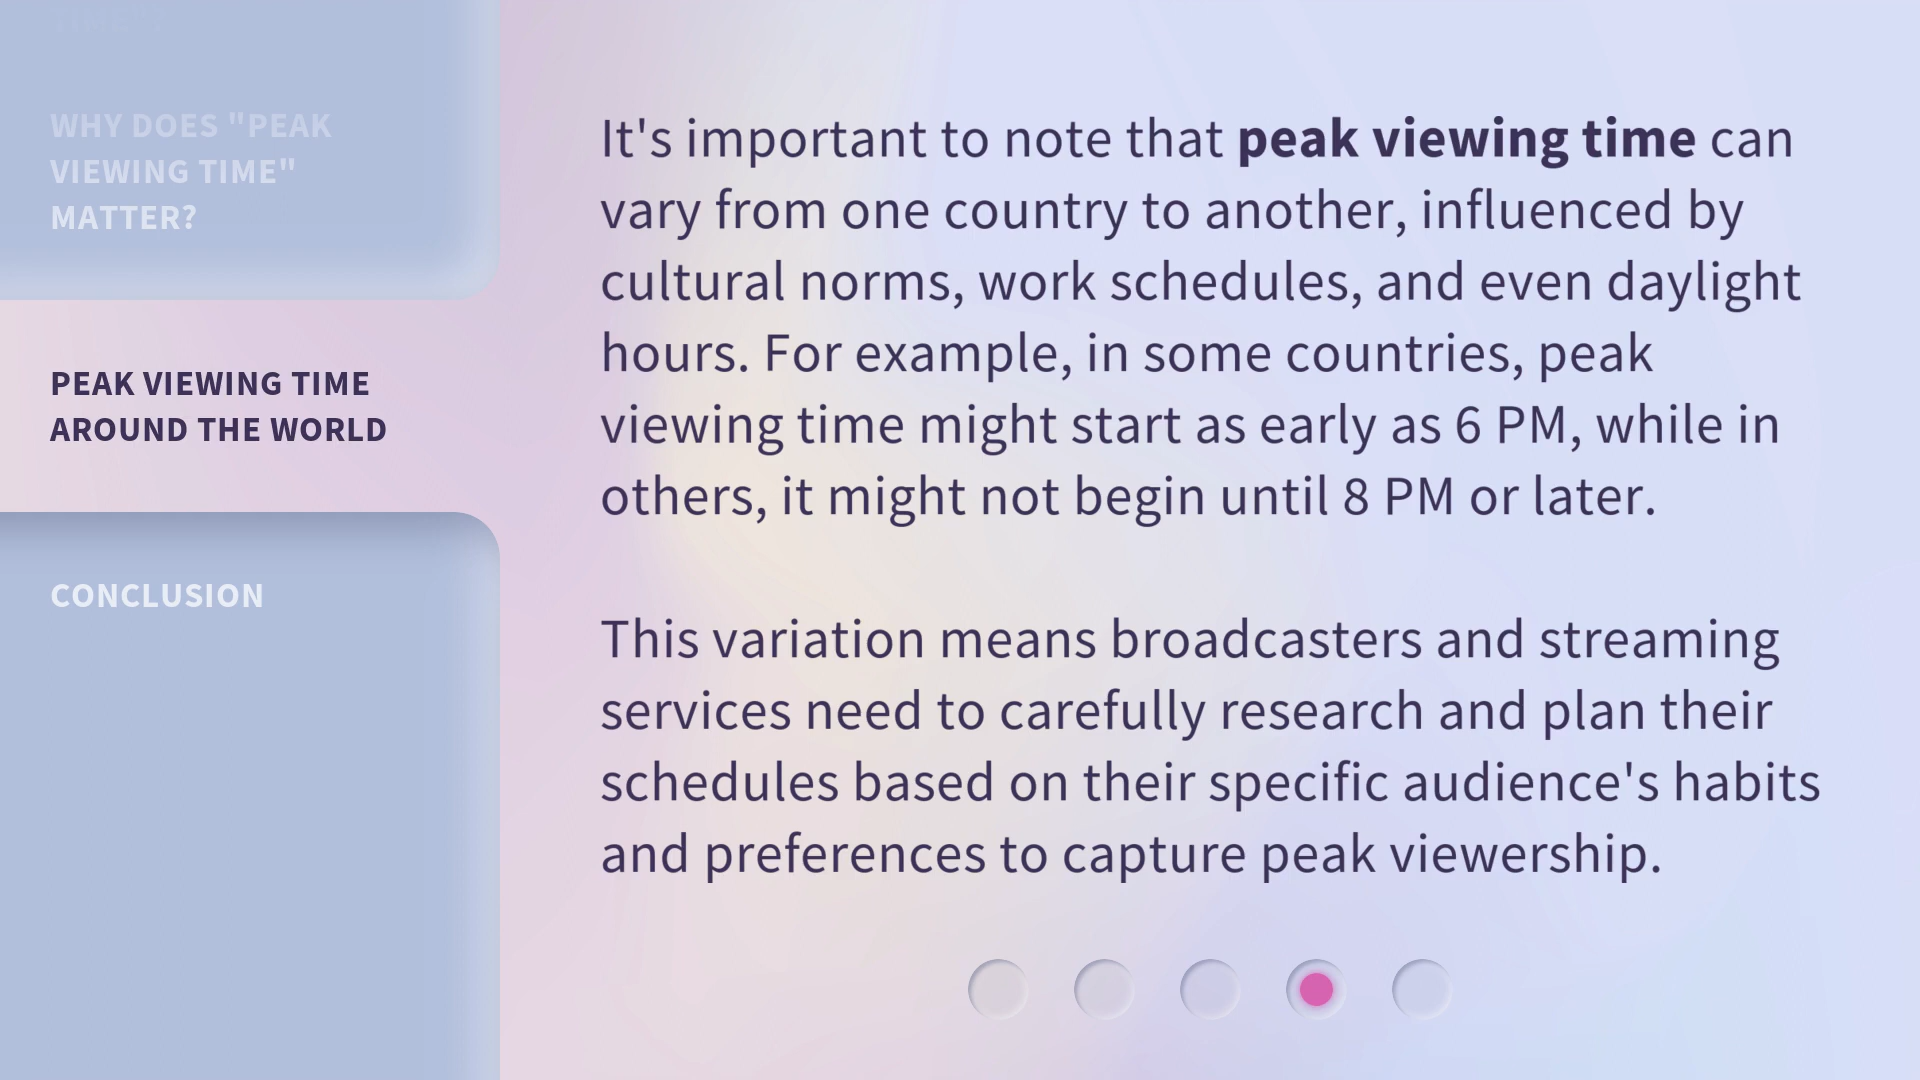 WHY DOES "PEAK
VIEWING TIME"
MATTER?
PEAK VIEWING TIME
AROUND THE WORLD
CONCLUSION
It's important to note that peak viewing time can
vary from one country to another, influenced by
cultural norms, work schedules, and even daylight
hours. For example, in some countries, peak
viewing time might start as early as 6 PM, while in
others, it might not begin until 8 PM or later.
This variation means broadcasters and streaming
services need to carefully research and plan their
schedules based on their specific audience's habits
and preferences to capture peak viewership.